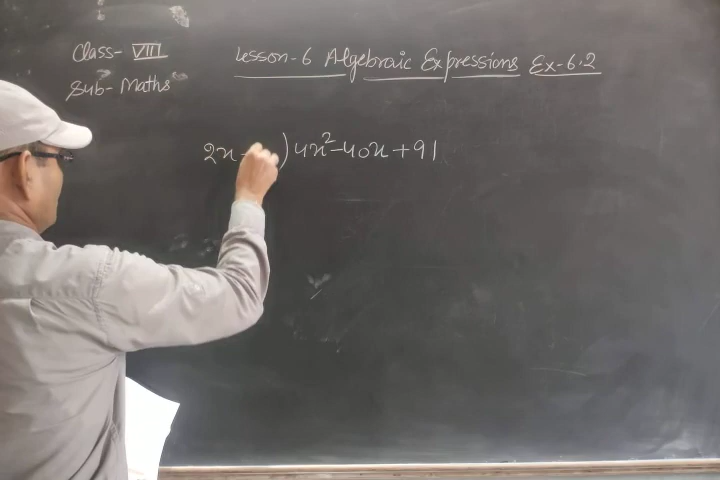 Class- VIII
Lesson-6 Algebraic Expressions Ex-6.2
Sub- Maths
2x - ) 4x²-40x+91